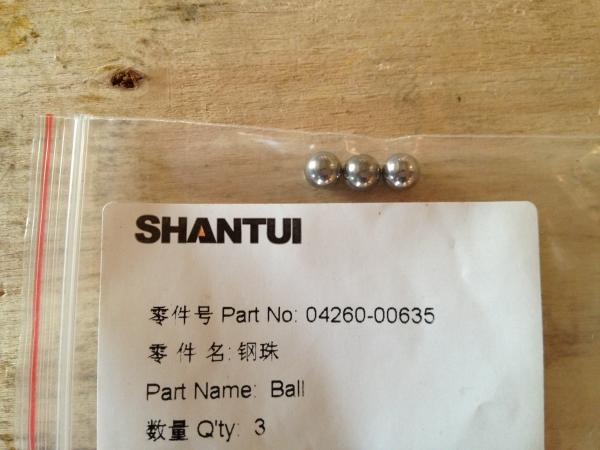 SHANTUI
零件号 Part No: 04260-00635
零 件 名: 钢珠
Part Name: Ball
数量 Q'ty: 3